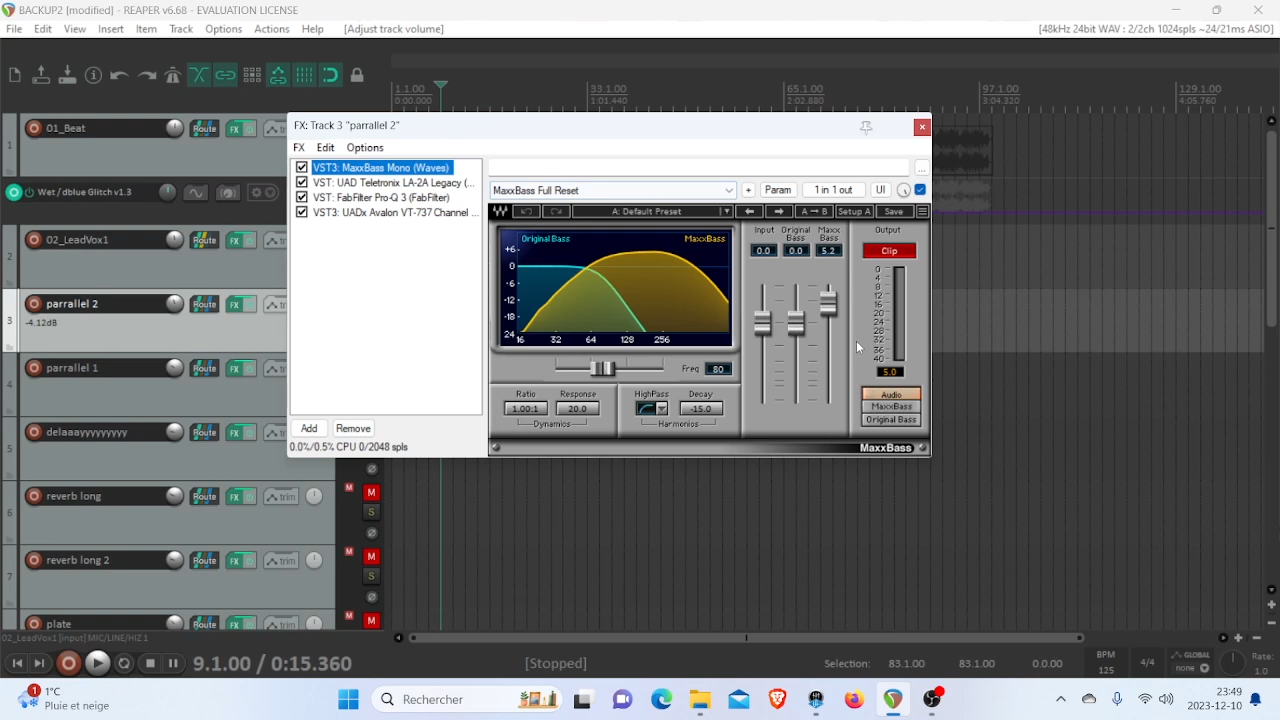 BACKUP2 [modified] - REAPER v6.68 - EVALUATION LICENSE
File Edit View Insert Item Track Options Actions Help [Adjust track volume] [48kHz 24bit WAV : 2/2ch 1024spls ~24/21ms ASIO]
1.1.00 33.1.00 65.1.00 97.1.00 129.1.00
0:00.000 1:01.440 2:02.880 3:04.320 4:05.760
FX: Track 3 "parrallel 2"
FX Edit Options
1 01_Beat Route FX
Wet / dblue Glitch v1.3
2 02_LeadVox1 Route FX
3 parrallel 2 Route FX
-4.12dB
4 parrallel 1 Route FX
5 delaaayyyyyyyyy Route FX
6 reverb long Route FX trim M M
S
7 reverb long 2 Route FX trim M M
S
plate Route FX trim M M
VST3: MaxxBass Mono (Waves)
VST: UAD Teletronix LA-2A Legacy (...
VST: FabFilter Pro-Q 3 (FabFilter)
VST3: UADx Avalon VT-737 Channel ...
Add Remove
0.0%/0.5% CPU 0/2048 spls
...
MaxxBass Full Reset + Param 1 in 1 out UI
A: Default Preset A → B Setup A Save
Original Bass MaxxBass
+6
0
-6
-12
-18
24
16 32 64 128 256
Freq 80
Ratio Response HighPass Decay
1.00:1 20.0 -15.0
Dynamics Harmonics
Input Original Bass Maxx Bass
0.0 0.0 5.2
Output
Clip
0
4
8
12
16
20
24
28
32
36
40
5.0
Audio
MaxxBass
Original Bass
MaxxBass
02_LeadVox1 [input] MIC/LINE/HIZ 1
9.1.00 / 0:15.360 [Stopped] Selection: 83.1.00 83.1.00 0.0.00
BPM
125
4/4
GLOBAL
none
Rate:
1.0
1
1°C
Pluie et neige
Rechercher
23:49
2023-12-10